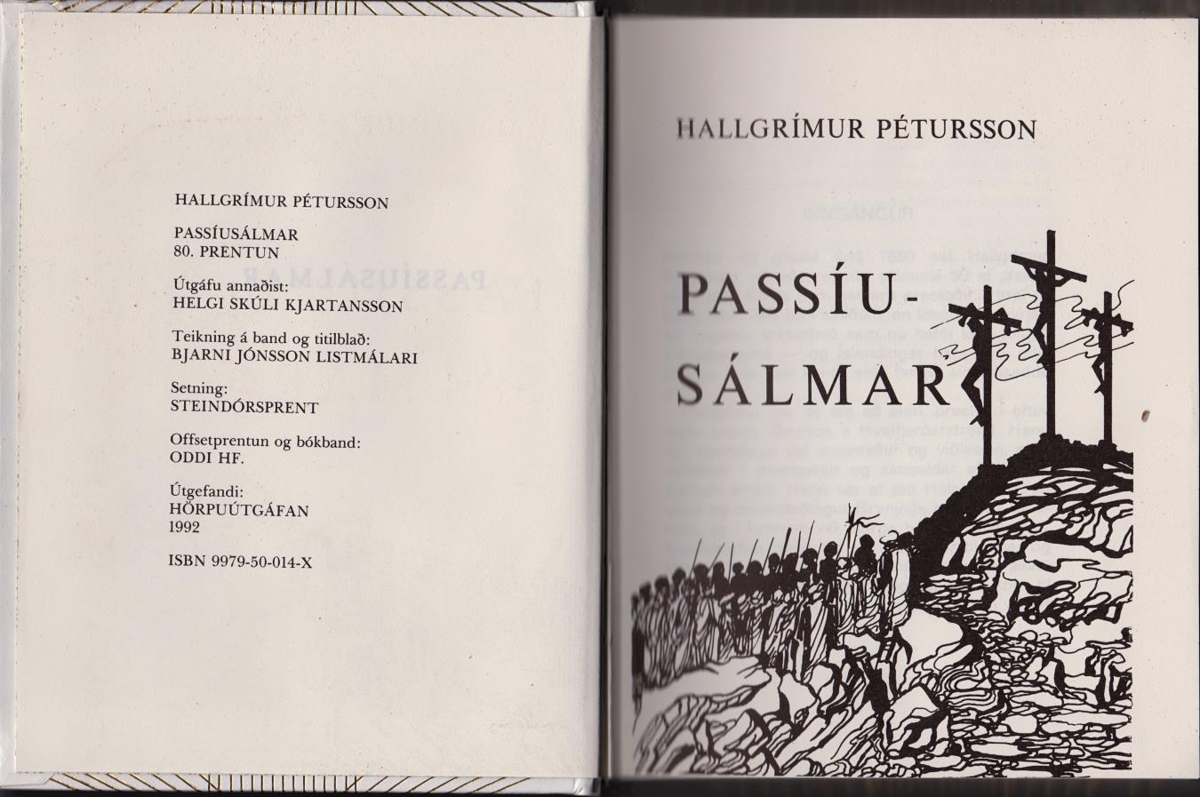 HALLGRÍMUR PÉTURSSON
PASSÍUSÁLMAR
80. PRENTUN
Útgáfu annaðist:
HELGI SKÚLI KJARTANSSON
Teikning á band og titilblað:
BJARNI JÓNSSON LISTMÁLARI
Setning:
STEINDÓRSPRENT
Offsetprentun og bókband:
ODDI HF.
Útgefandi:
HÖRPUÚTGÁFAN
1992
ISBN 9979-50-014-X
HALLGRÍMUR PÉTURSSON
PASSÍU-
SÁLMAR